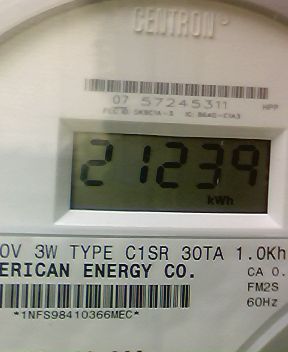 CENTRON
07 57245311 HPP
21239
kWh
0V 3W TYPE C1SR 30TA 1.0Kh
ERICAN ENERGY CO.
CA 0.
FM2S
60Hz
*1NFS98410366MEC*